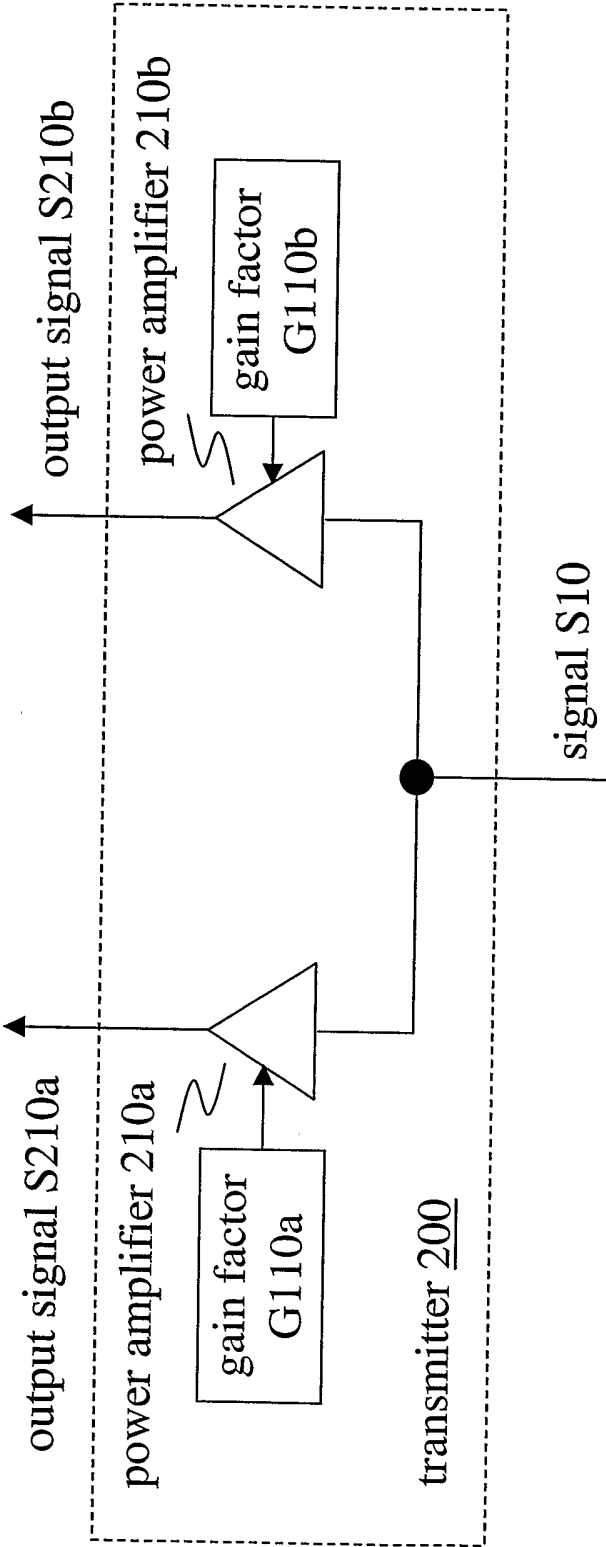 output signal S210a
output signal S210b
power amplifier 210a
power amplifier 210b
gain factor
G110a
gain factor
G110b
transmitter 200
signal S10